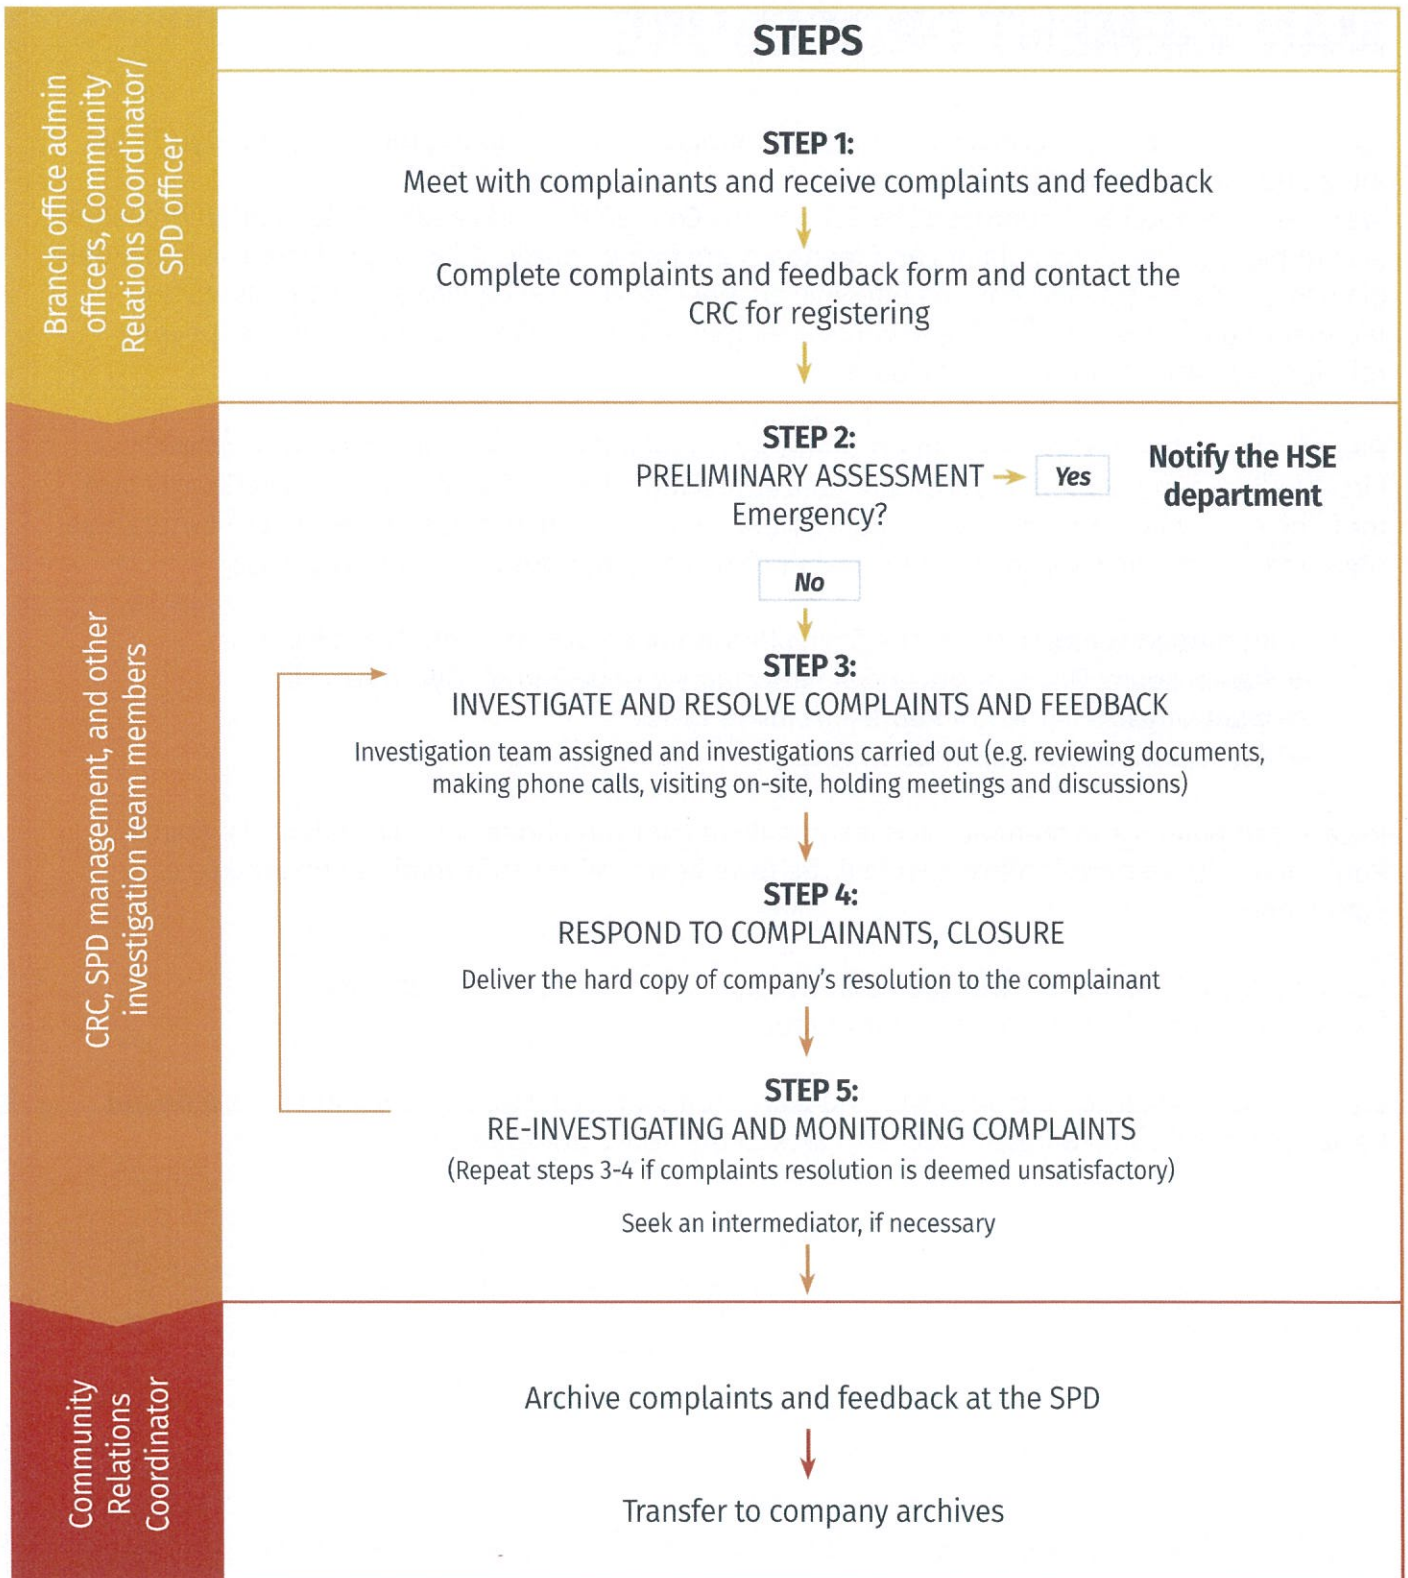 STEPS
Branch office admin
officers, Community
Relations Coordinator/
SPD officer
STEP 1:
Meet with complainants and receive complaints and feedback
Complete complaints and feedback form and contact the
CRC for registering
CRC, SPD management, and other
investigation team members
STEP 2:
PRELIMINARY ASSESSMENT
Emergency?
Yes
Notify the HSE
department
No
STEP 3:
INVESTIGATE AND RESOLVE COMPLAINTS AND FEEDBACK
Investigation team assigned and investigations carried out (e.g. reviewing documents,
making phone calls, visiting on-site, holding meetings and discussions)
STEP 4:
RESPOND TO COMPLAINANTS, CLOSURE
Deliver the hard copy of company's resolution to the complainant
STEP 5:
RE-INVESTIGATING AND MONITORING COMPLAINTS
(Repeat steps 3-4 if complaints resolution is deemed unsatisfactory)
Seek an intermediator, if necessary
Community
Relations
Coordinator
Archive complaints and feedback at the SPD
Transfer to company archives